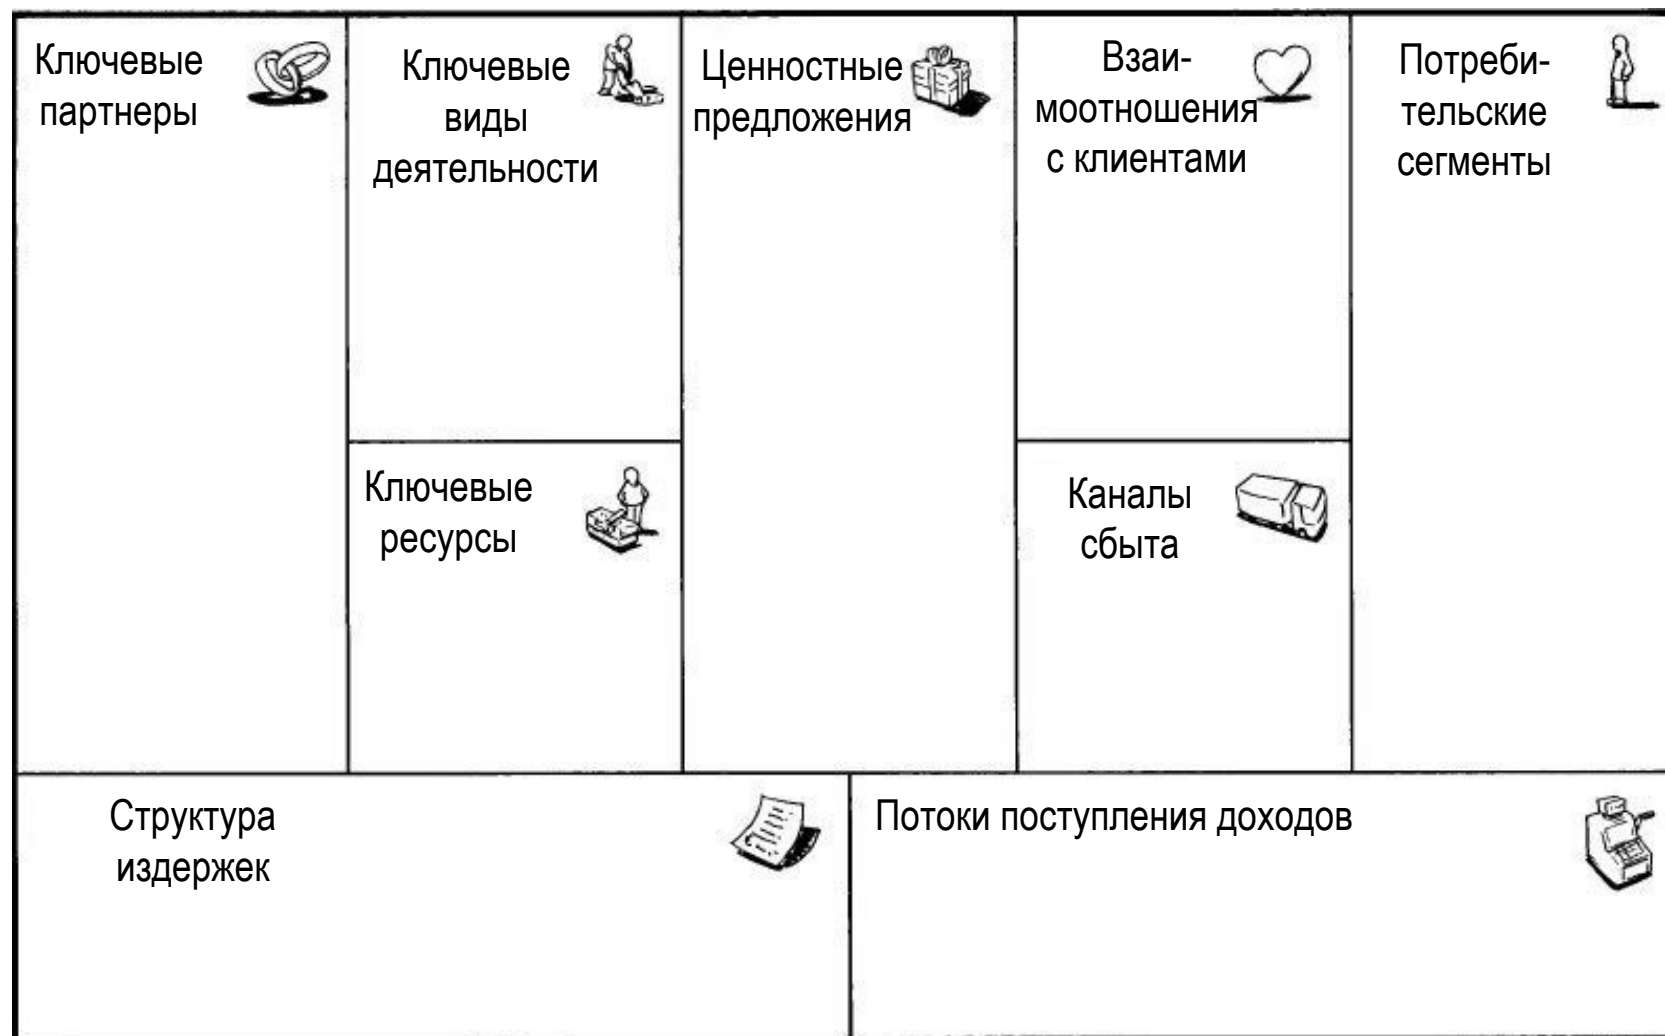 Ключевые
партнеры
Ключевые
виды
деятельности
Ключевые
ресурсы
Ценностные
предложения
Взаи-
моотношения
с клиентами
Каналы
сбыта
Потреби-
тельские
сегменты
Структура
издержек
Потоки поступления доходов